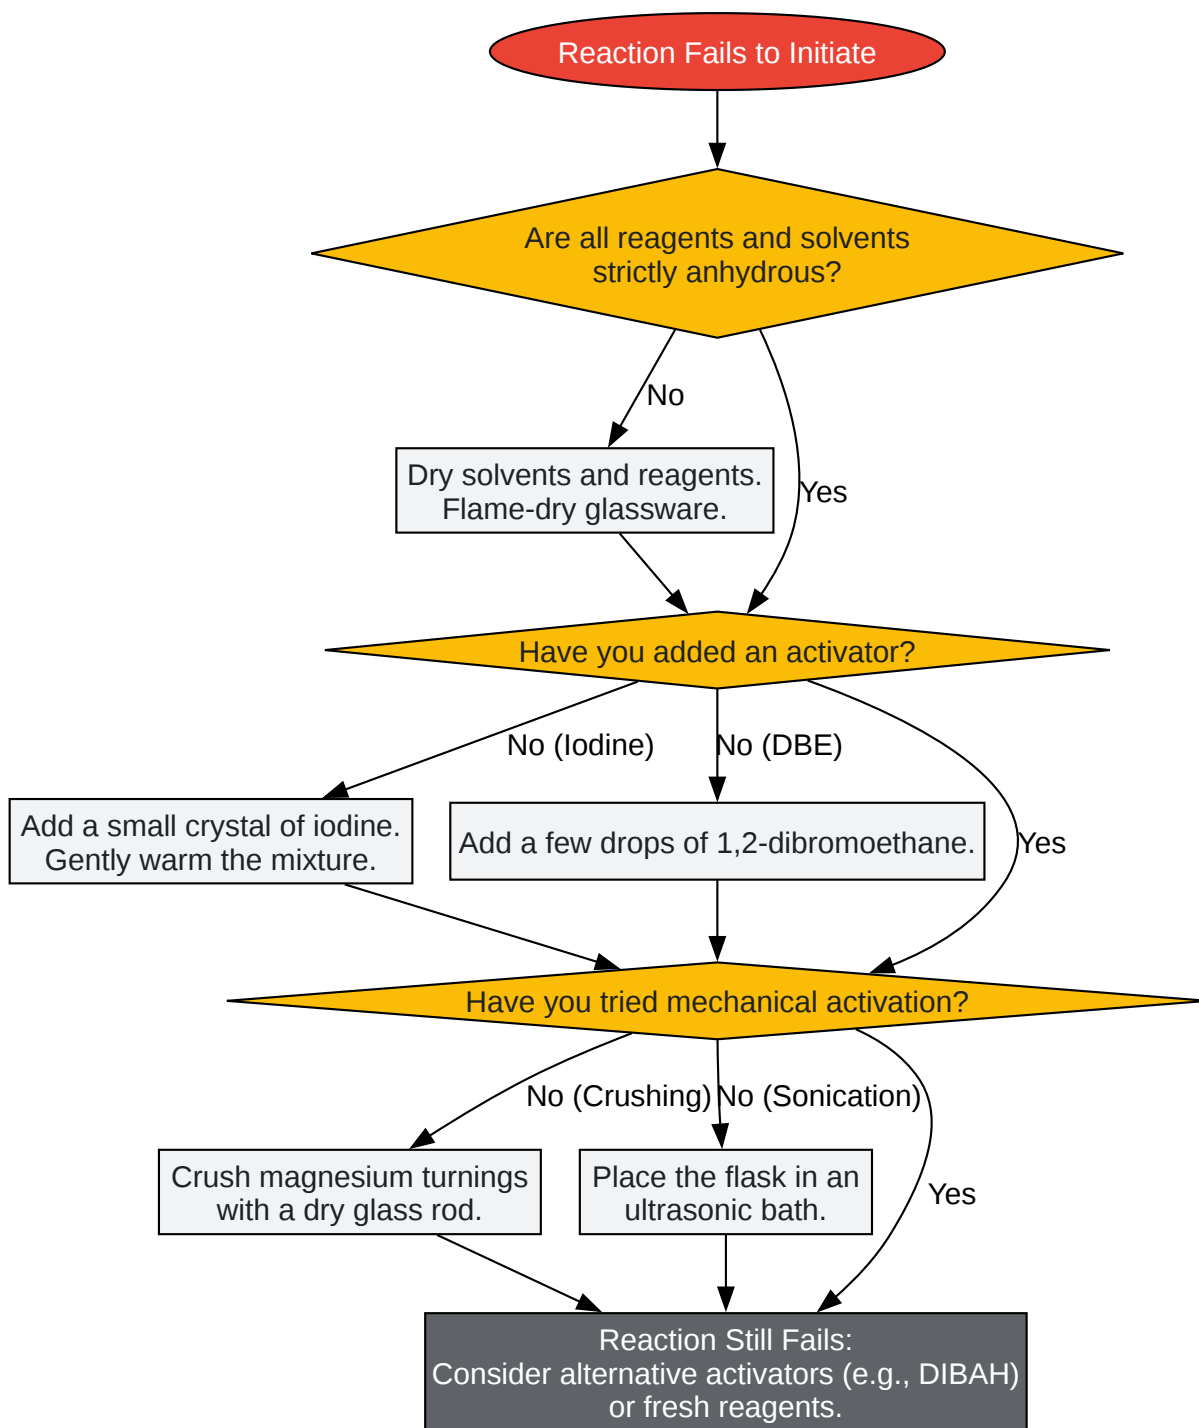 Reaction Fails to Initiate
Are all reagents and solvents
strictly anhydrous?
No
Dry solvents and reagents.
Flame-dry glassware.
Yes
Have you added an activator?
No (Iodine)
No (DBE)
Add a small crystal of iodine.
Gently warm the mixture.
Add a few drops of 1,2-dibromoethane.
Yes
Have you tried mechanical activation?
No (Crushing)
No (Sonication)
Crush magnesium turnings
with a dry glass rod.
Place the flask in an
ultrasonic bath.
Yes
Reaction Still Fails:
Consider alternative activators (e.g., DIBAH)
or fresh reagents.